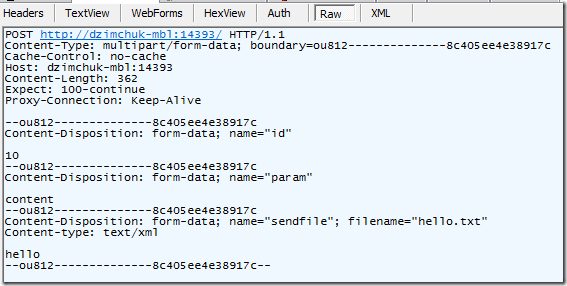 Headers TextView WebForms HexView Auth Raw XML
POST http://dzimchuk-mbl:14393/ HTTP/1.1
Content-Type: multipart/form-data; boundary=ou812--------------8c405ee4e38917c
Cache-Control: no-cache
Host: dzimchuk-mbl:14393
Content-Length: 362
Expect: 100-continue
Proxy-Connection: Keep-Alive
--ou812--------------8c405ee4e38917c
Content-Disposition: form-data; name="id"
10
--ou812--------------8c405ee4e38917c
Content-Disposition: form-data; name="param"
content
--ou812--------------8c405ee4e38917c
Content-Disposition: form-data; name="sendfile"; filename="hello.txt"
Content-type: text/xml
hello
--ou812--------------8c405ee4e38917c--